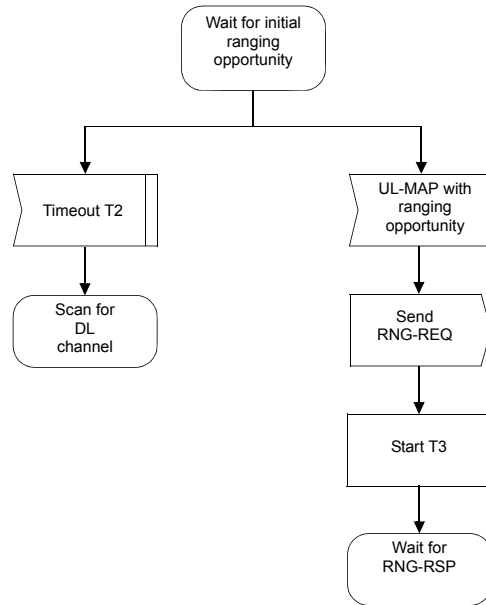 Wait for initial
ranging
opportunity
Timeout T2
UL-MAP with
ranging
opportunity
Scan for
DL
channel
Send
RNG-REQ
Start T3
Wait for
RNG-RSP